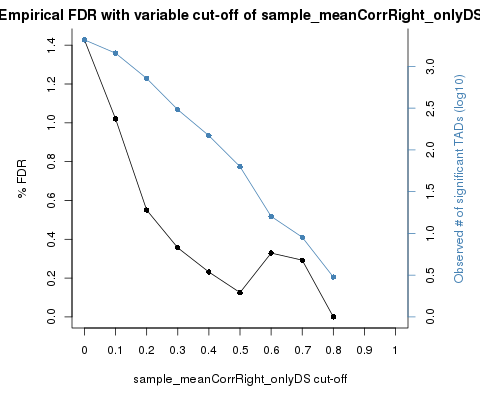 Empirical FDR with variable cut-off of sample_meanCorrRight_onlyDS
% FDR
0.0 0.2 0.4 0.6 0.8 1.0 1.2 1.4
0.0 0.5 1.0 1.5 2.0 2.5 3.0
Observed # of significant TADs (log10)
0 0.1 0.2 0.3 0.4 0.5 0.6 0.7 0.8 0.9 1
sample_meanCorrRight_onlyDS cut-off